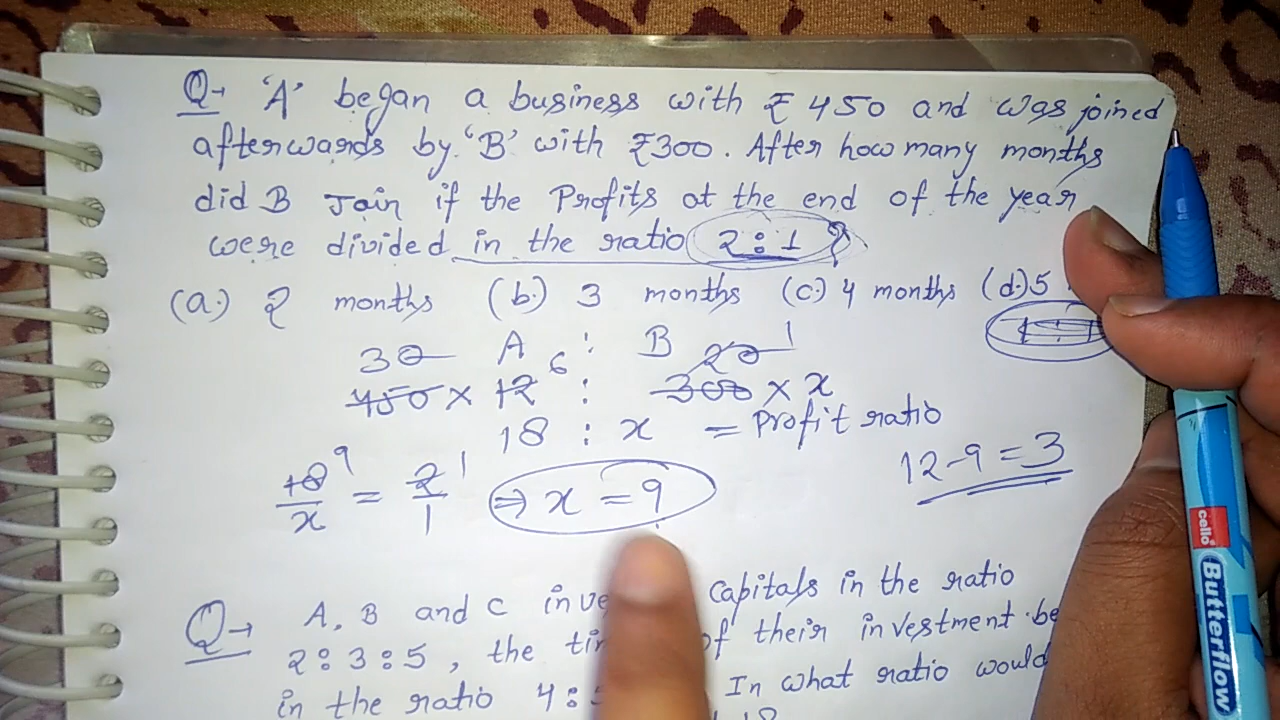 Q→ 'A' began a business with ₹450 and was joined
afterwards by 'B' with ₹300. After how many months
did B Join if the Profits at the end of the year
were divided in the ratio 2:1?
(a.) 2 months (b.) 3 months (c.) 4 months (d.) 5
30 A : B 20 1
450 × 12 6 : 300 × x
18 : x = Profit ratio
18 9 / x = 2 1 / 1 ⇒ x = 9
12-9=3
Q→ A, B and C capitals in the ratio
2:3:5, the of their investment
in the ratio 4: In what ratio would
cello Butterflow